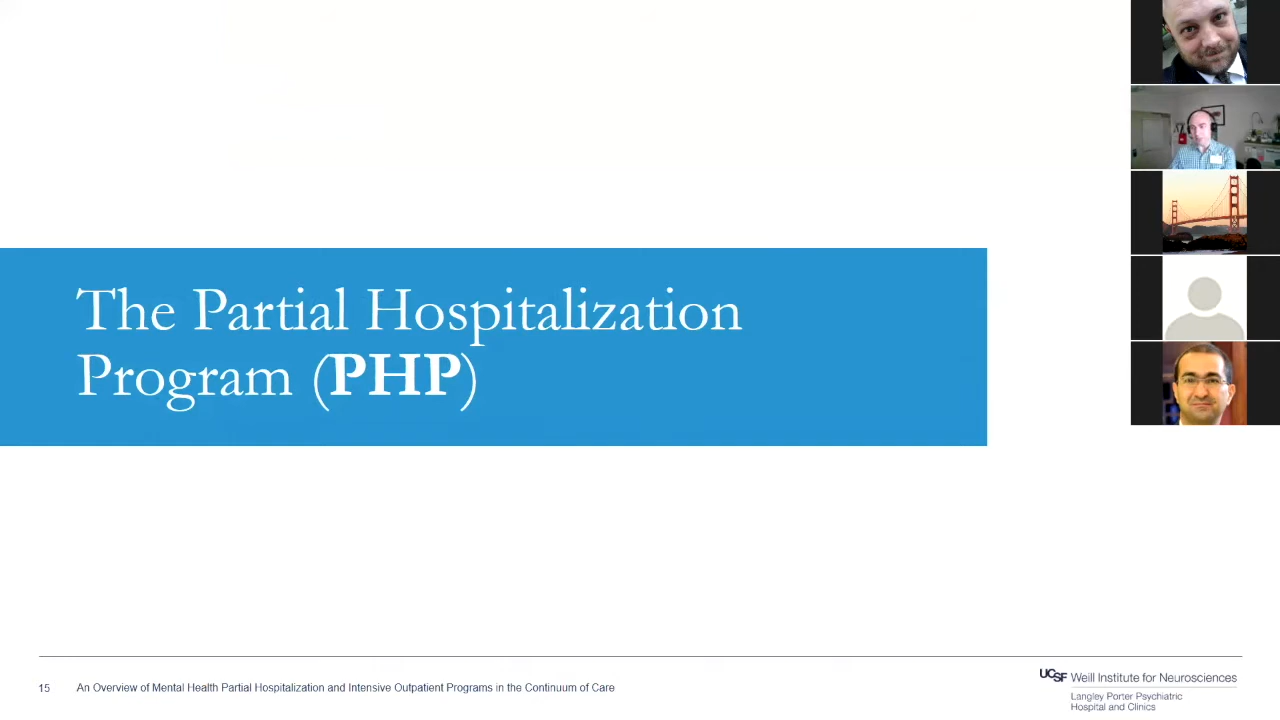 The Partial Hospitalization
Program (PHP)
15 An Overview of Mental Health Partial Hospitalization and Intensive Outpatient Programs in the Continuum of Care
UCSF Weill Institute for Neurosciences
Langley Porter Psychiatric
Hospital and Clinics